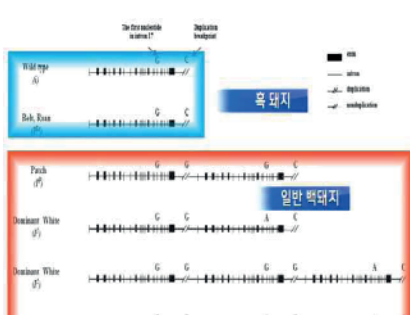 The first nucleotide
in intron 17
Duplication
breakpoint
G C
Wild type
exon
intron
duplication
nonduplication
흑 돼지
G C
Belt, Roan
G G G C
Patch
일반 백돼지
G G A C
Dominant White
G G G G A C
Dominant White